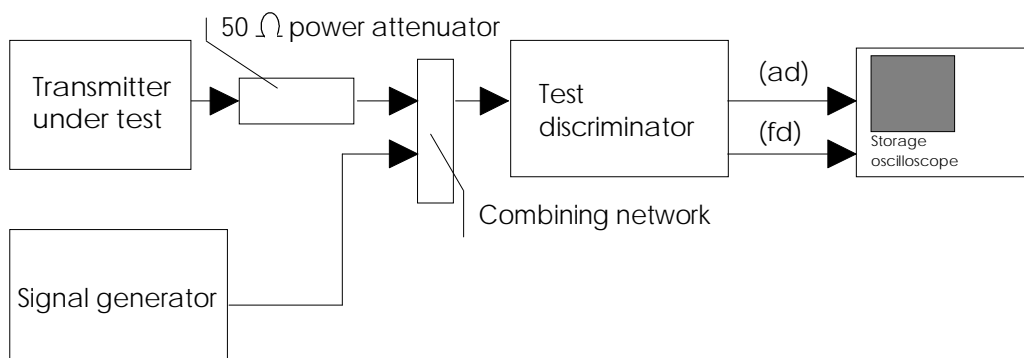 50 Ω power attenuator
Transmitter
under test
Test
discriminator
(ad)
(fd)
Storage
oscilloscope
Combining network
Signal generator